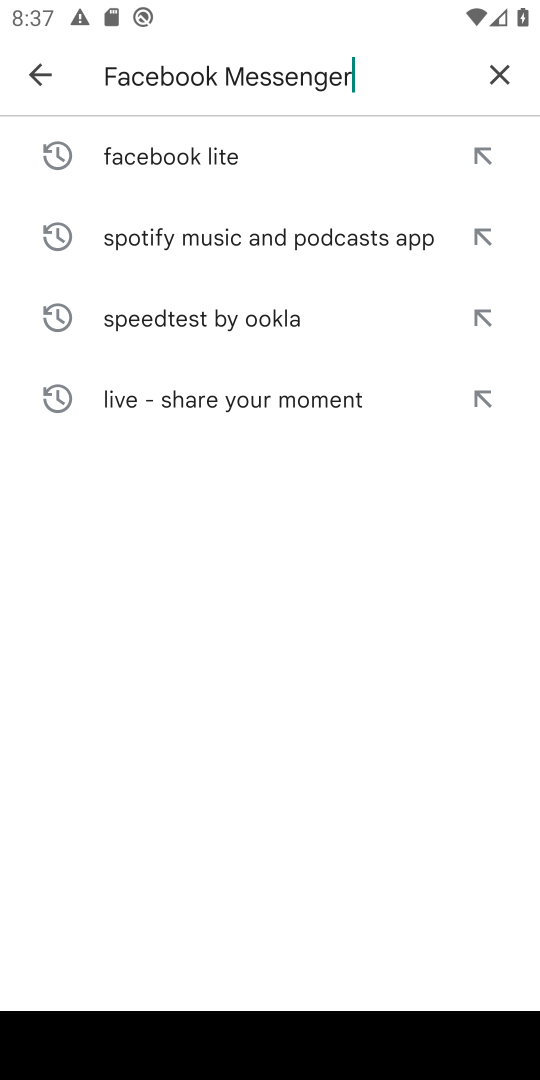 8:37
Facebook Messenger
facebook lite
spotify music and podcasts app
speedtest by ookla
live - share your moment